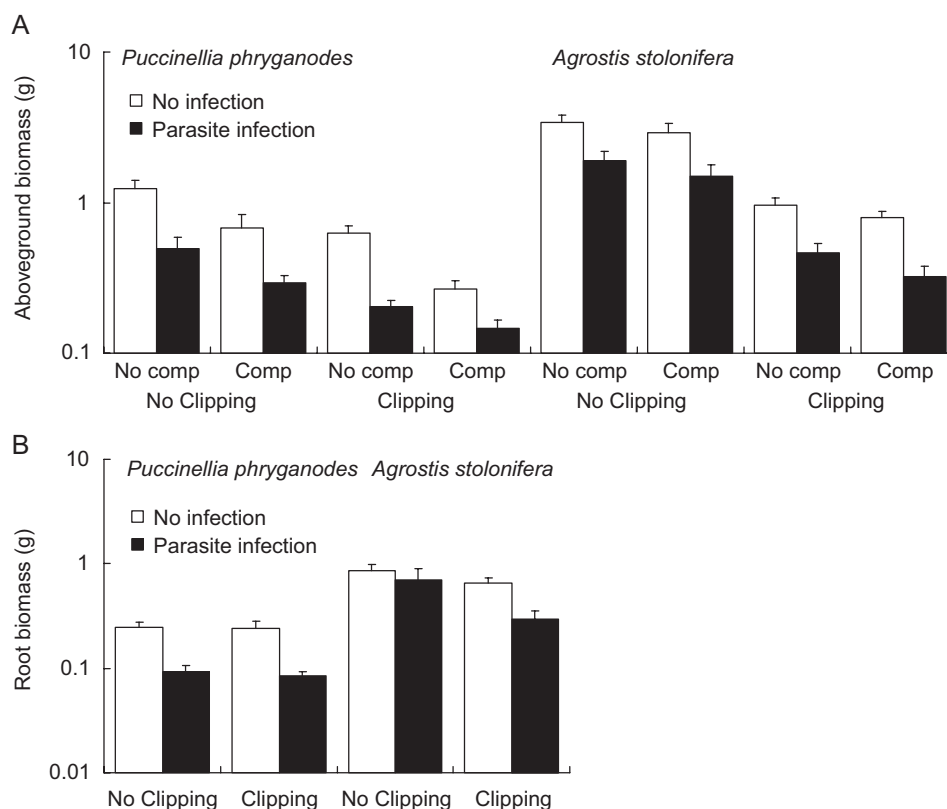 A
10
Puccinellia phryganodes Agrostis stolonifera
No infection
Parasite infection
Aboveground biomass (g)
1
0.1
No comp Comp No comp Comp No comp Comp No comp Comp
No Clipping Clipping No Clipping Clipping
B
10
Puccinellia phryganodes Agrostis stolonifera
No infection
Parasite infection
Root biomass (g)
1
0.1
0.01
No Clipping Clipping No Clipping Clipping